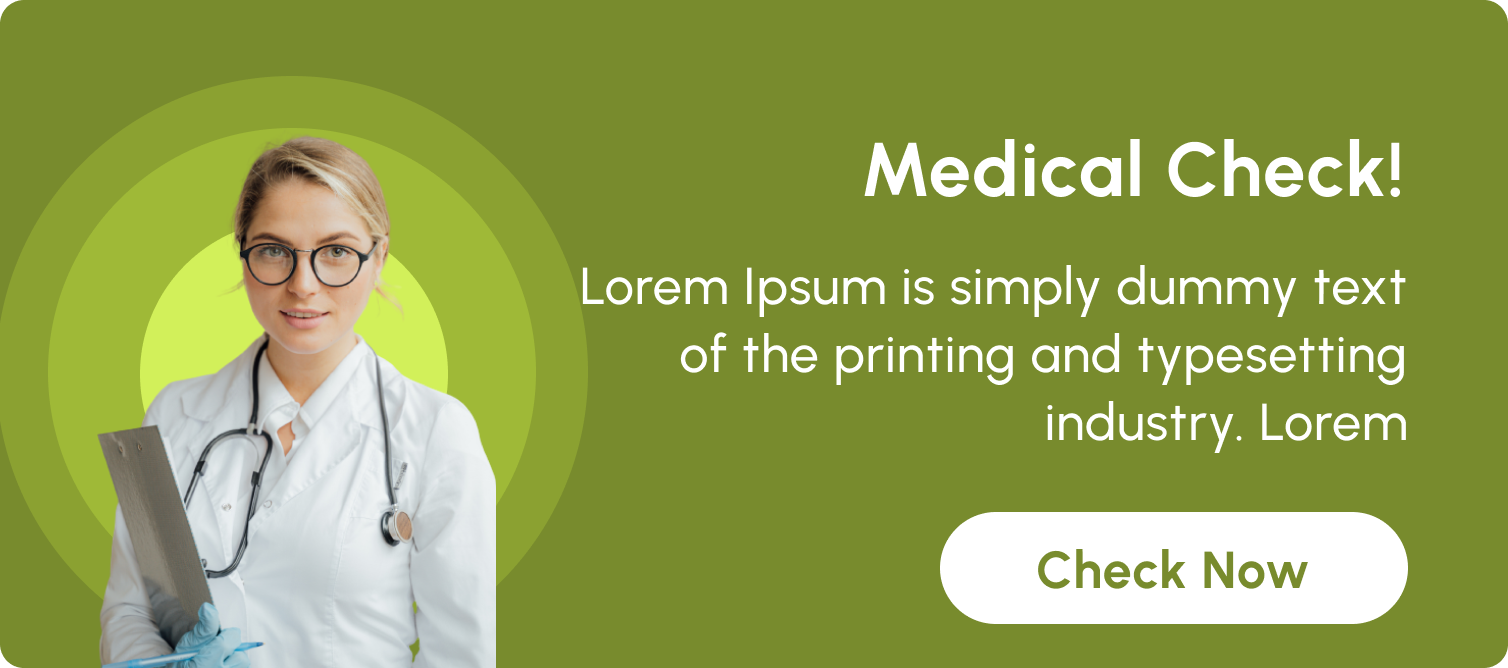 Medical Check!
Lorem Ipsum is simply dummy text
of the printing and typesetting
industry. Lorem
Check Now